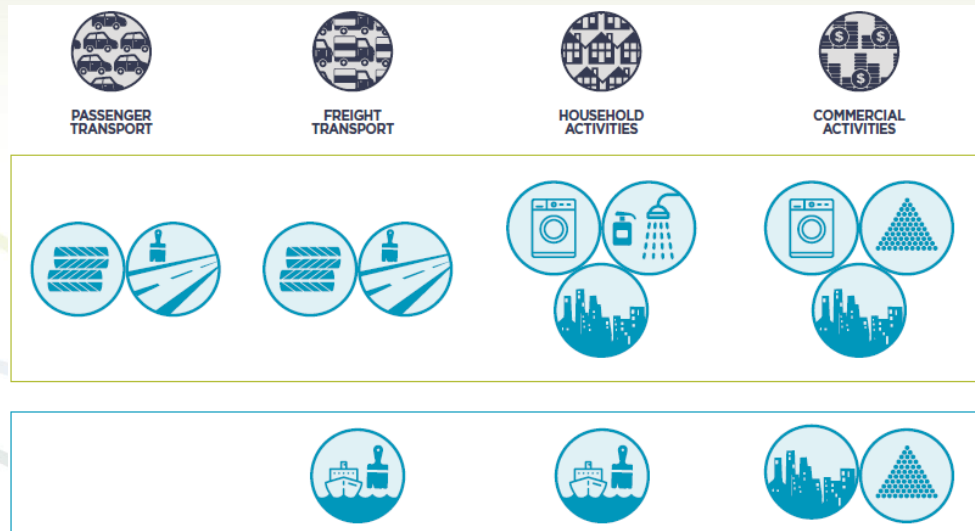 PASSENGER
TRANSPORT
FREIGHT
TRANSPORT
HOUSEHOLD
ACTIVITIES
COMMERCIAL
ACTIVITIES
$ $
$